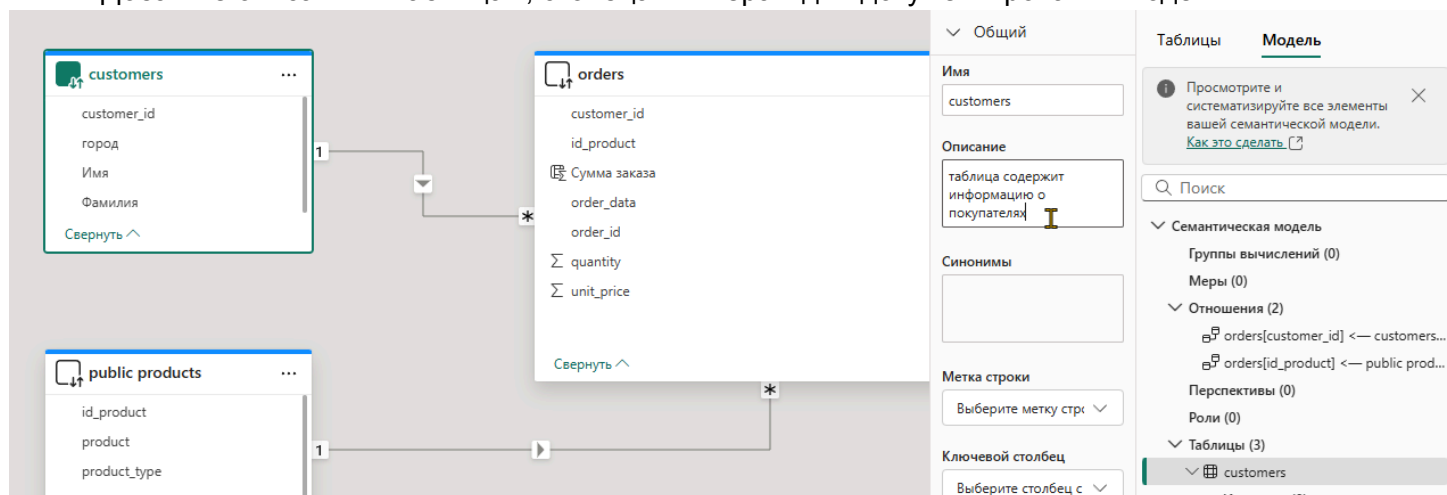 customers
customer_id
город
Имя
Фамилия
Свернуть
1
orders
customer_id
id_product
Сумма заказа
order_data
order_id
quantity
unit_price
Свернуть
*
*
public products
id_product
product
product_type
1
Общий
Имя
customers
Описание
таблица содержит
информацию о
покупателях
Синонимы
Метка строки
Выберите метку стро
Ключевой столбец
Выберите столбец с
Таблицы
Модель
Просмотрите и
систематизируйте все элементы
вашей семантической модели.
Как это сделать
Поиск
Семантическая модель
Группы вычислений (0)
Меры (0)
Отношения (2)
orders[customer_id] <— customers...
orders[id_product] <— public prod...
Перспективы (0)
Роли (0)
Таблицы (3)
customers